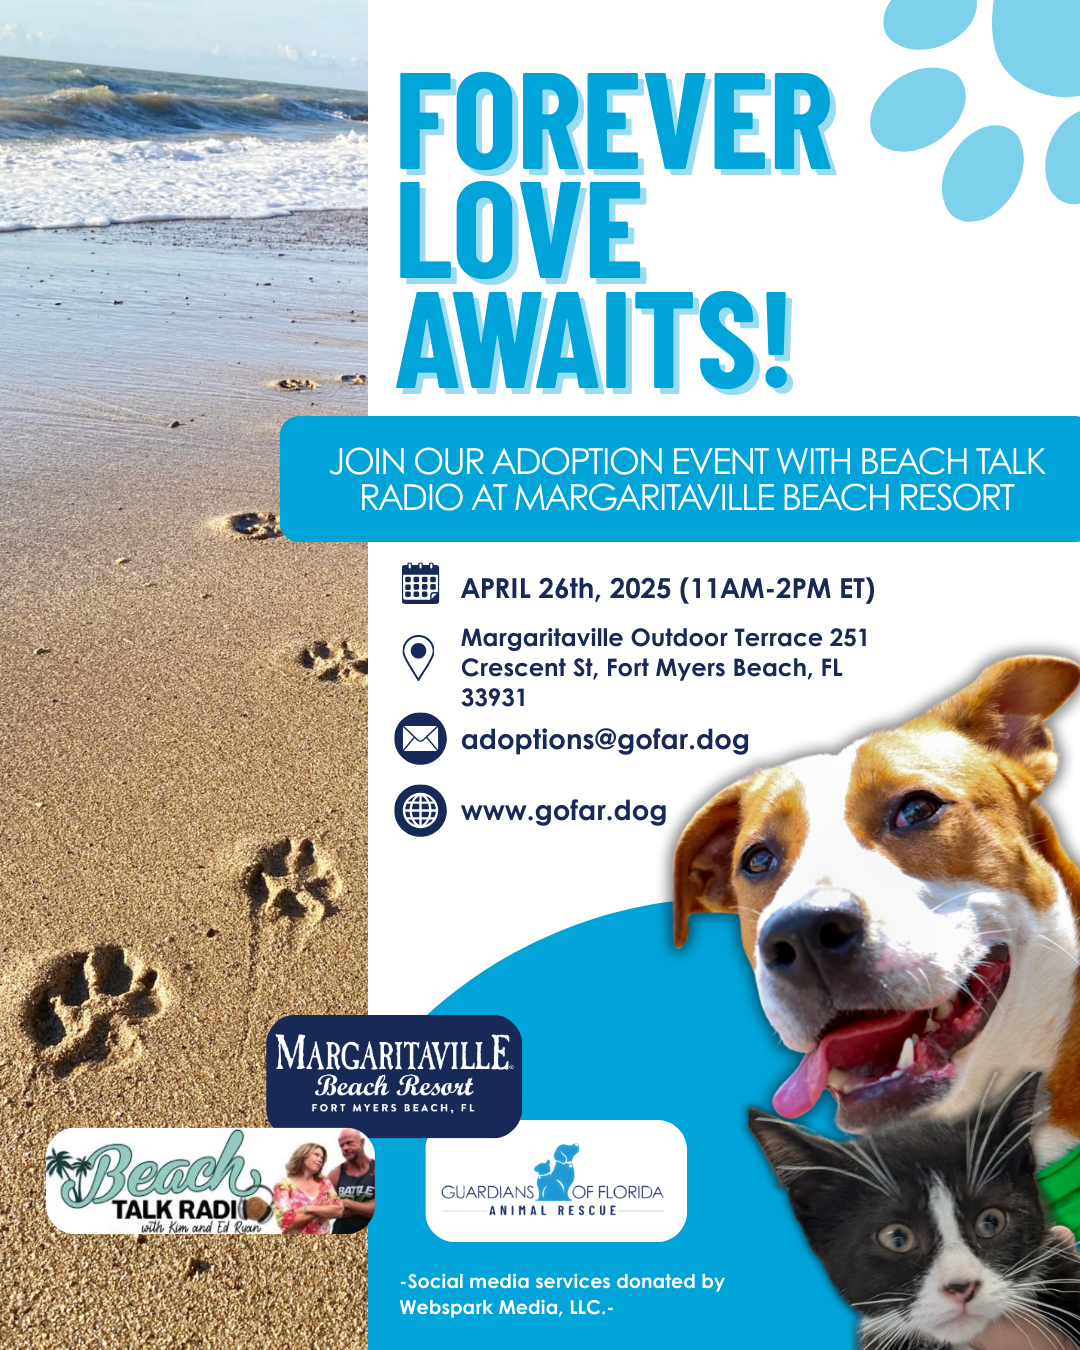 FOREVER
LOVE
AWAITS!
JOIN OUR ADOPTION EVENT WITH BEACH TALK
RADIO AT MARGARITAVILLE BEACH RESORT
APRIL 26th, 2025 (11AM-2PM ET)
Margaritaville Outdoor Terrace 251
Crescent St, Fort Myers Beach, FL
33931
adoptions@gofar.dog
www.gofar.dog
MARGARITAVILLE
Beach Resort
FORT MYERS BEACH, FL
Beach
TALK RADIO
with Kim and Ed Ryan
BATTLE
GUARDIANS OF FLORIDA
ANIMAL RESCUE
-Social media services donated by
Webspark Media, LLC.-